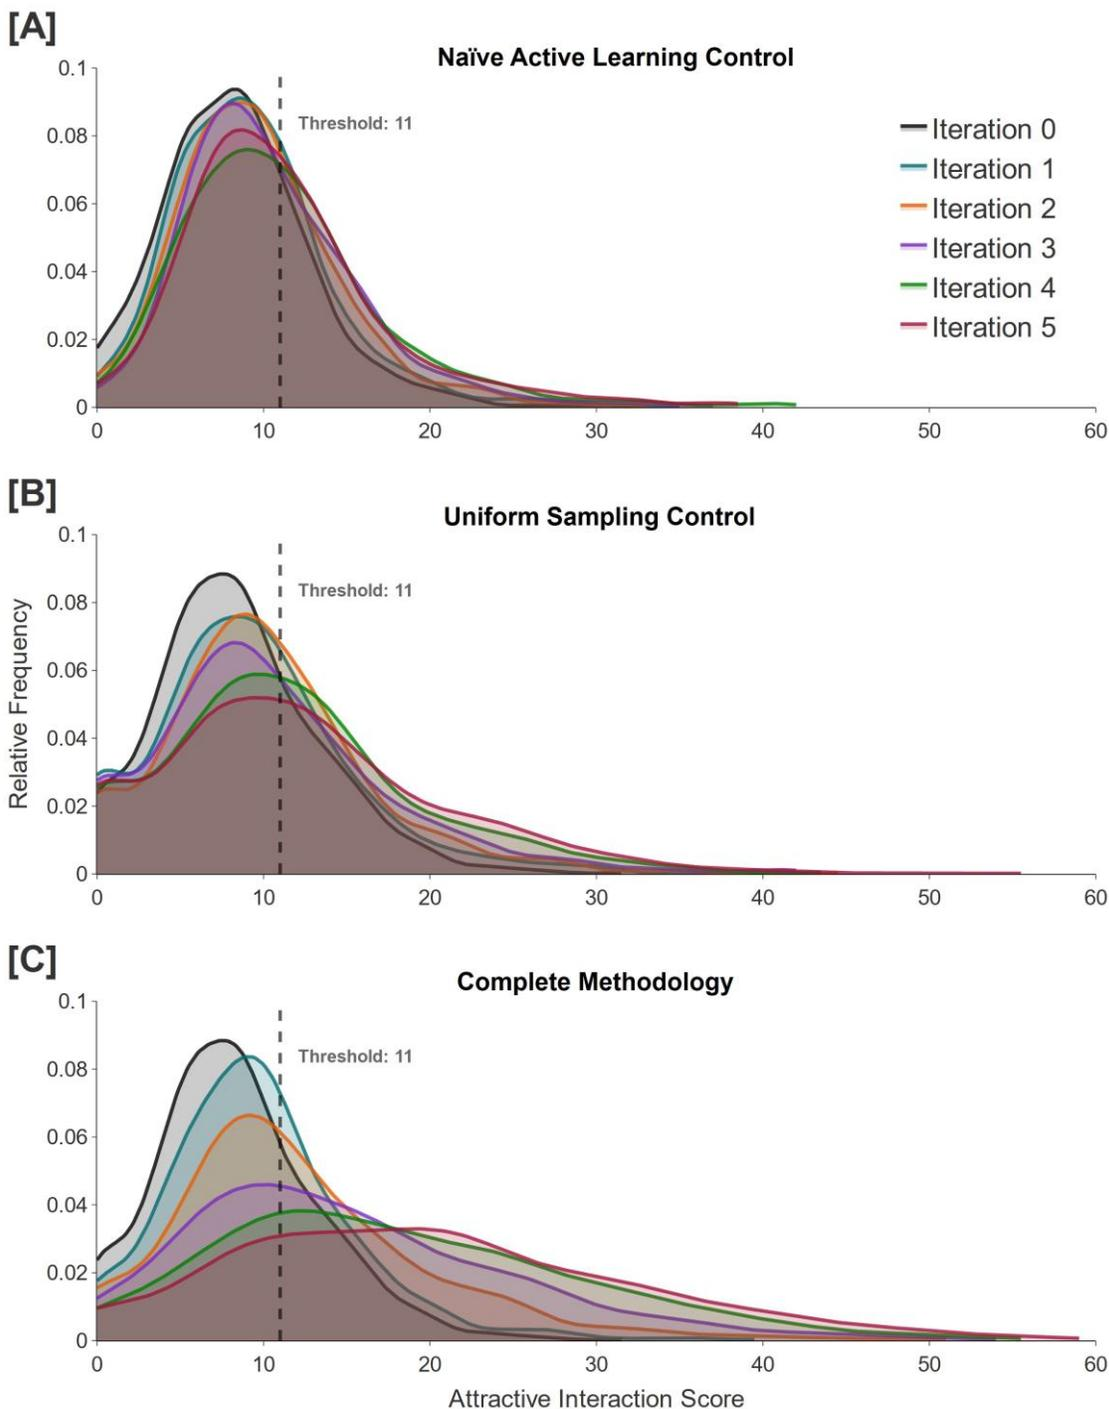 [A]
Naïve Active Learning Control
0.1
0.08
0.06
0.04
0.02
0
Threshold: 11
Iteration 0
Iteration 1
Iteration 2
Iteration 3
Iteration 4
Iteration 5
0 10 20 30 40 50 60
[B]
Uniform Sampling Control
0.1
0.08
0.06
0.04
0.02
0
Threshold: 11
Relative Frequency
0 10 20 30 40 50 60
[C]
Complete Methodology
0.1
0.08
0.06
0.04
0.02
0
Threshold: 11
0 10 20 30 40 50 60
Attractive Interaction Score